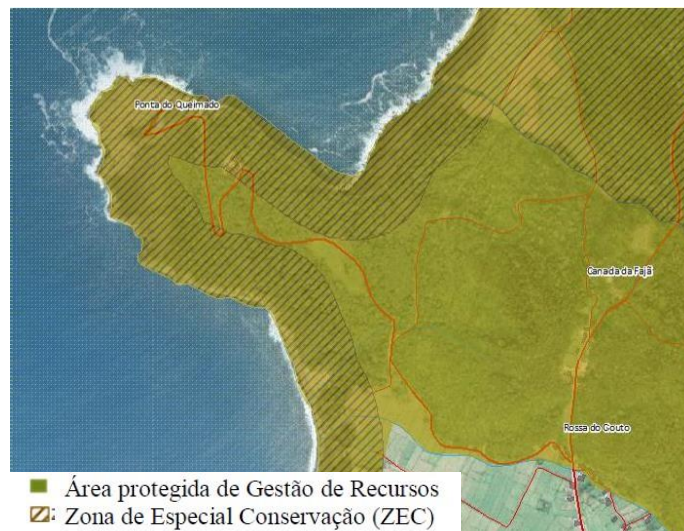 Ponta do Queimado
Canada da Fajã
Rossa do Couto
Área protegida de Gestão de Recursos
Zona de Especial Conservação (ZEC)